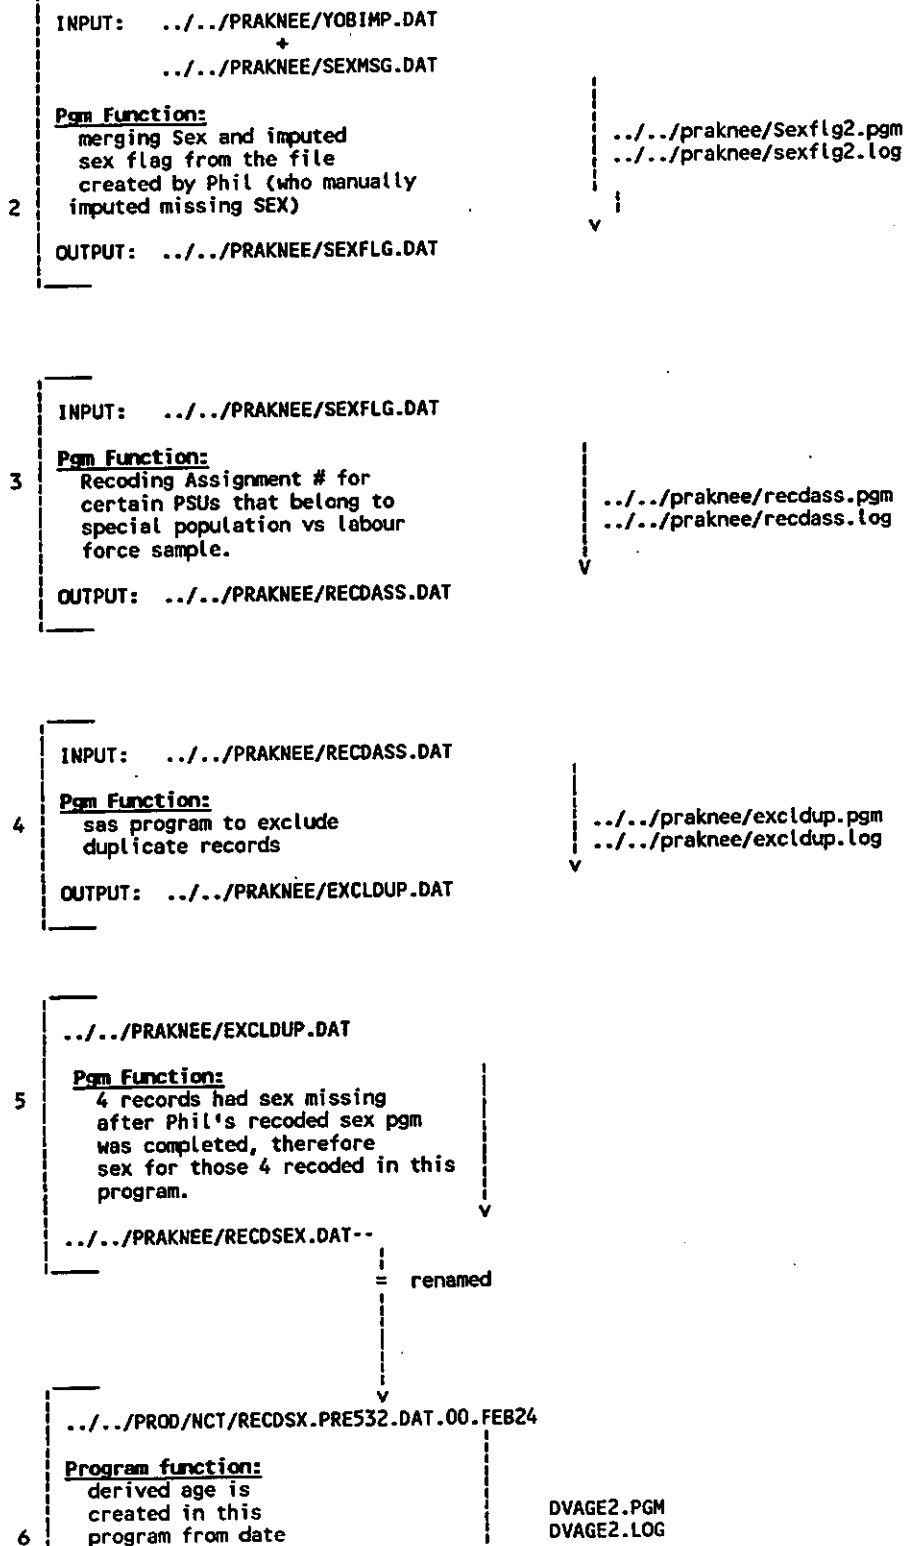 INPUT: ../../PRAKNEE/YOBIMP.DAT
+
../../PRAKNEE/SEXMSG.DAT
Pgm Function:
merging Sex and imputed
sex flag from the file
created by Phil (who manually
2 imputed missing SEX)
../../praknee/Sexflg2.pgm
../../praknee/sexflg2.log
OUTPUT: ../../PRAKNEE/SEXFLG.DAT
INPUT: ../../PRAKNEE/SEXFLG.DAT
Pgm Function:
3 Recoding Assignment # for
certain PSUs that belong to
special population vs labour
force sample.
../../praknee/recdass.pgm
../../praknee/recdass.log
OUTPUT: ../../PRAKNEE/RECDASS.DAT
INPUT: ../../PRAKNEE/RECDASS.DAT
Pgm Function:
4 sas program to exclude
duplicate records
../../praknee/excldup.pgm
../../praknee/excldup.log
OUTPUT: ../../PRAKNEE/EXCLDUP.DAT
../../PRAKNEE/EXCLDUP.DAT
Pgm Function:
5 4 records had sex missing
after Phil's recoded sex pgm
was completed, therefore
sex for those 4 recoded in this
program.
../../PRAKNEE/RECDSEX.DAT--
= renamed
../../PROD/NCT/RECDSX.PRE532.DAT.00.FEB24
Program function:
derived age is
created in this
6 program from date
DVAGE2.PGM
DVAGE2.LOG